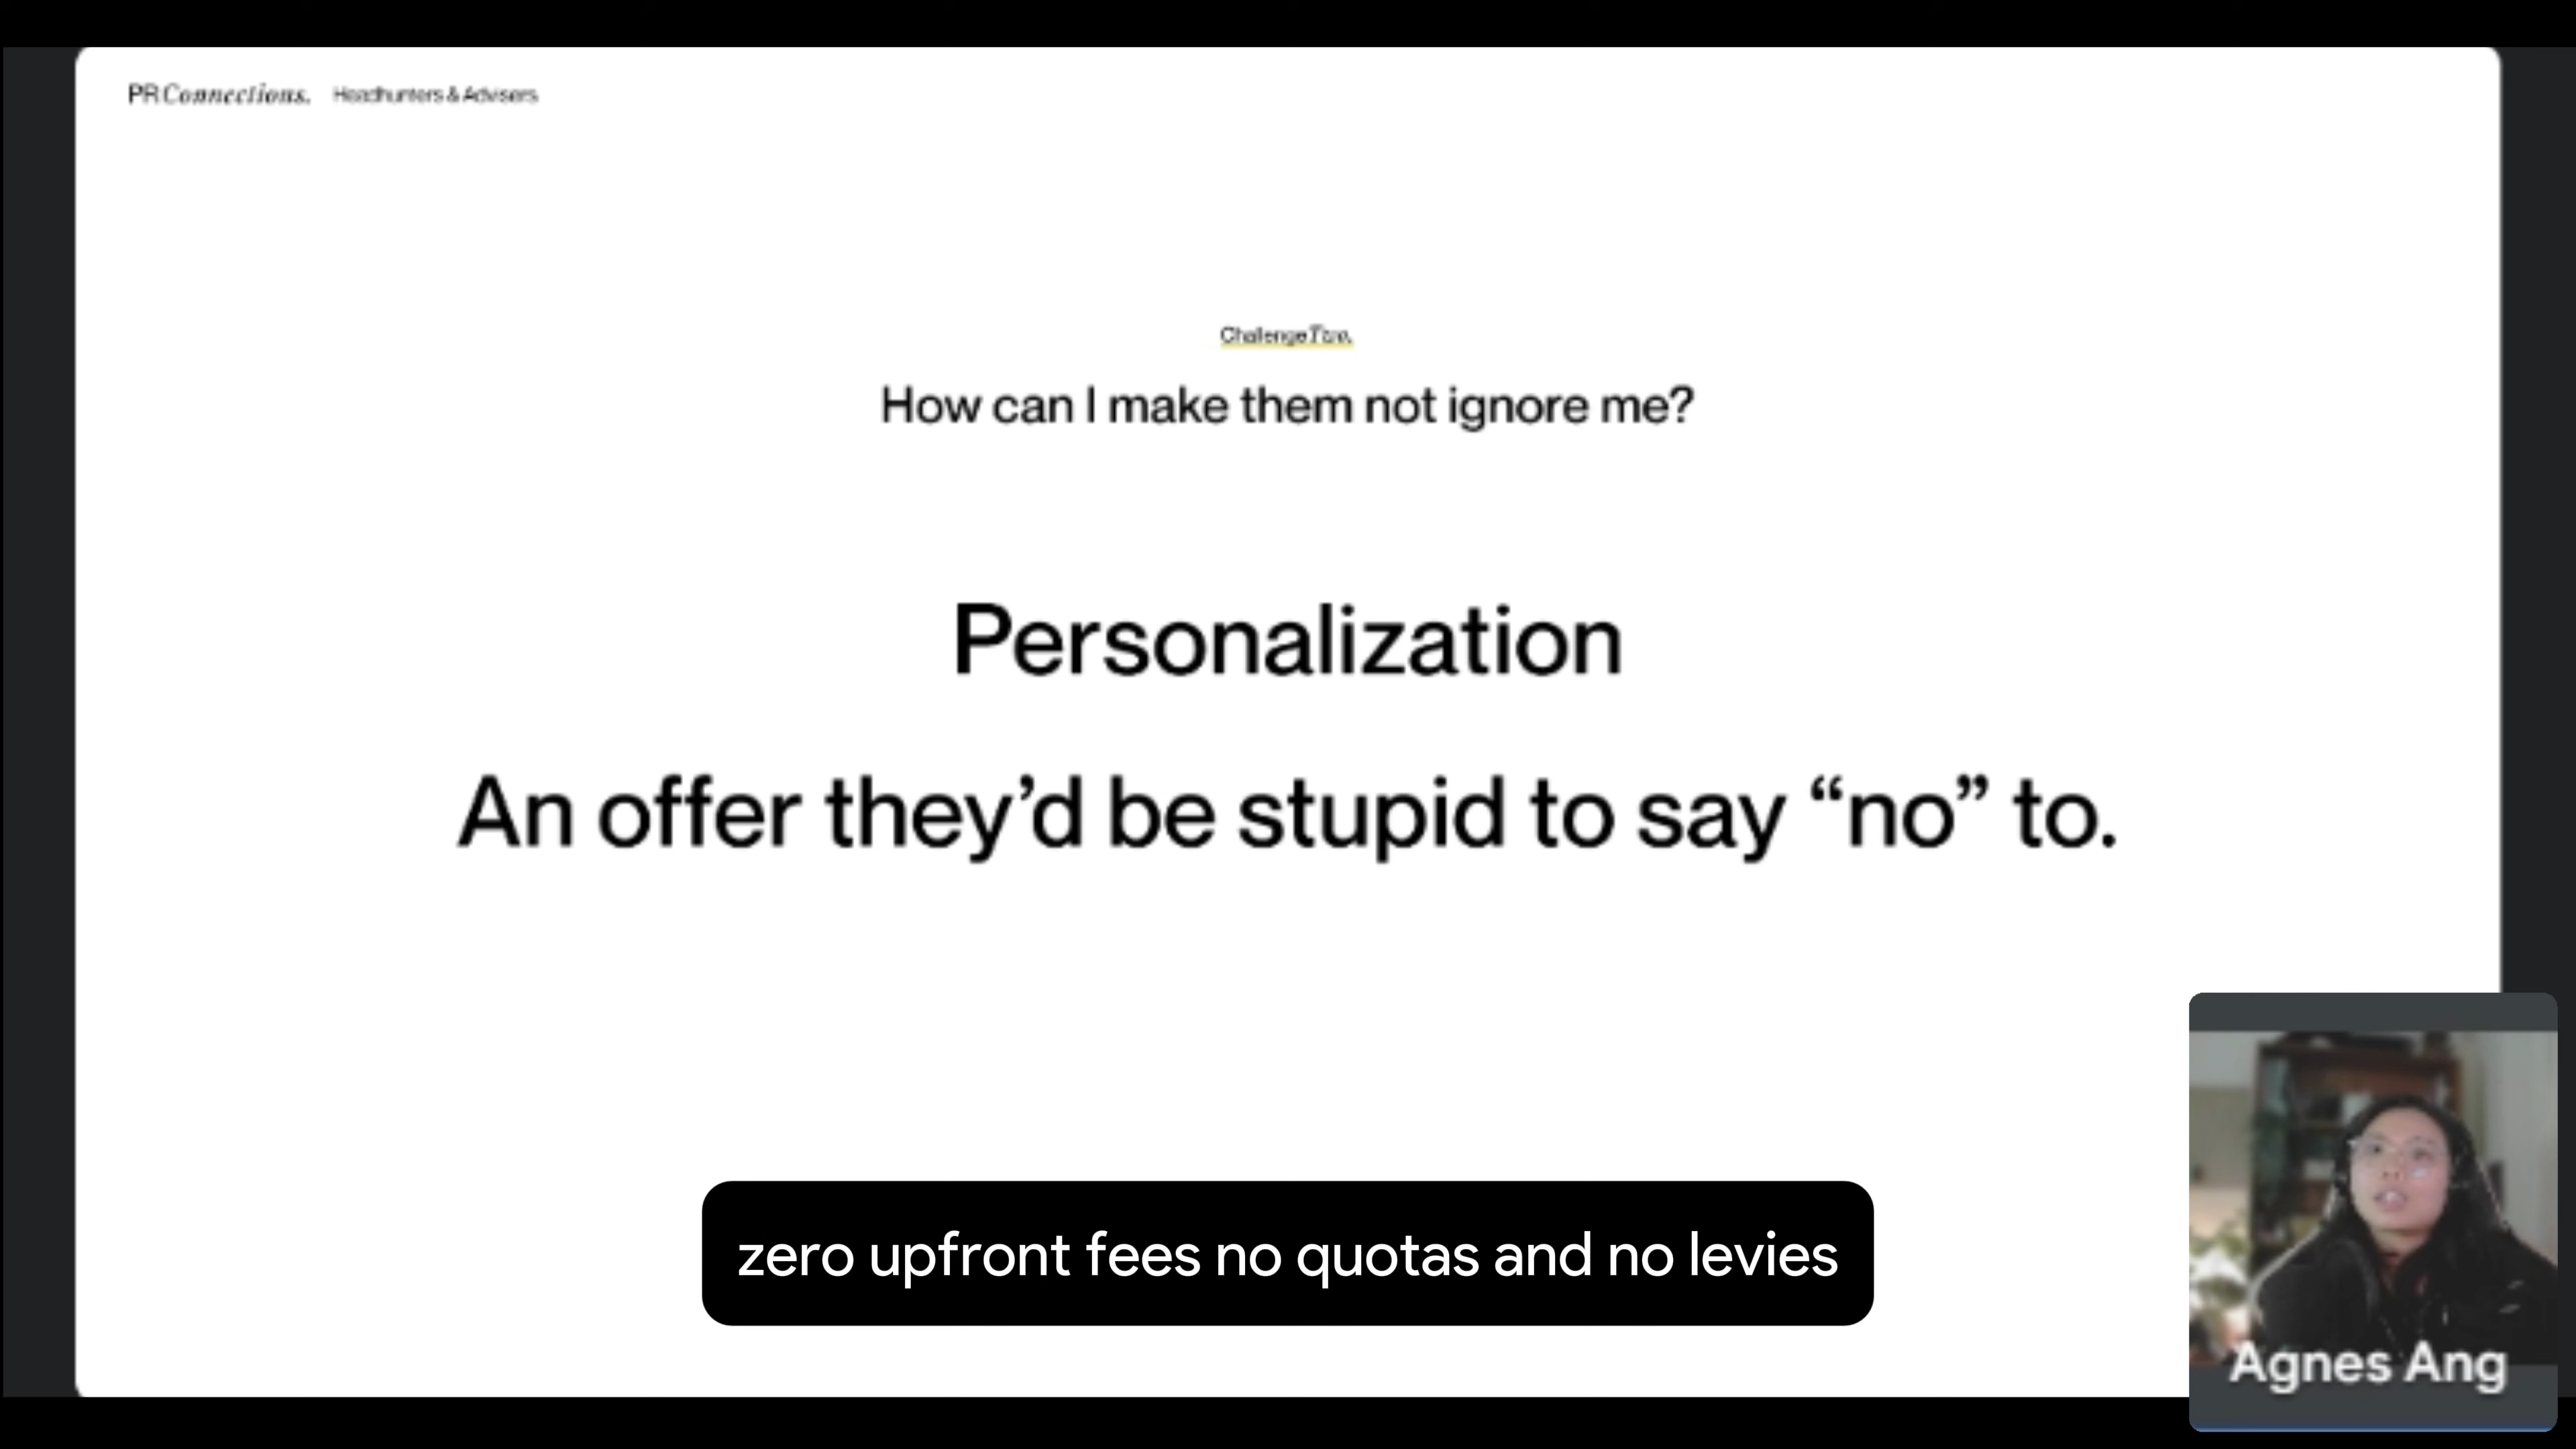 PR Connections. Headhunters & Advisers
Challenge Two.
How can I make them not ignore me?
Personalization
An offer they’d be stupid to say “no” to.
zero upfront fees no quotas and no levies
Agnes Ang